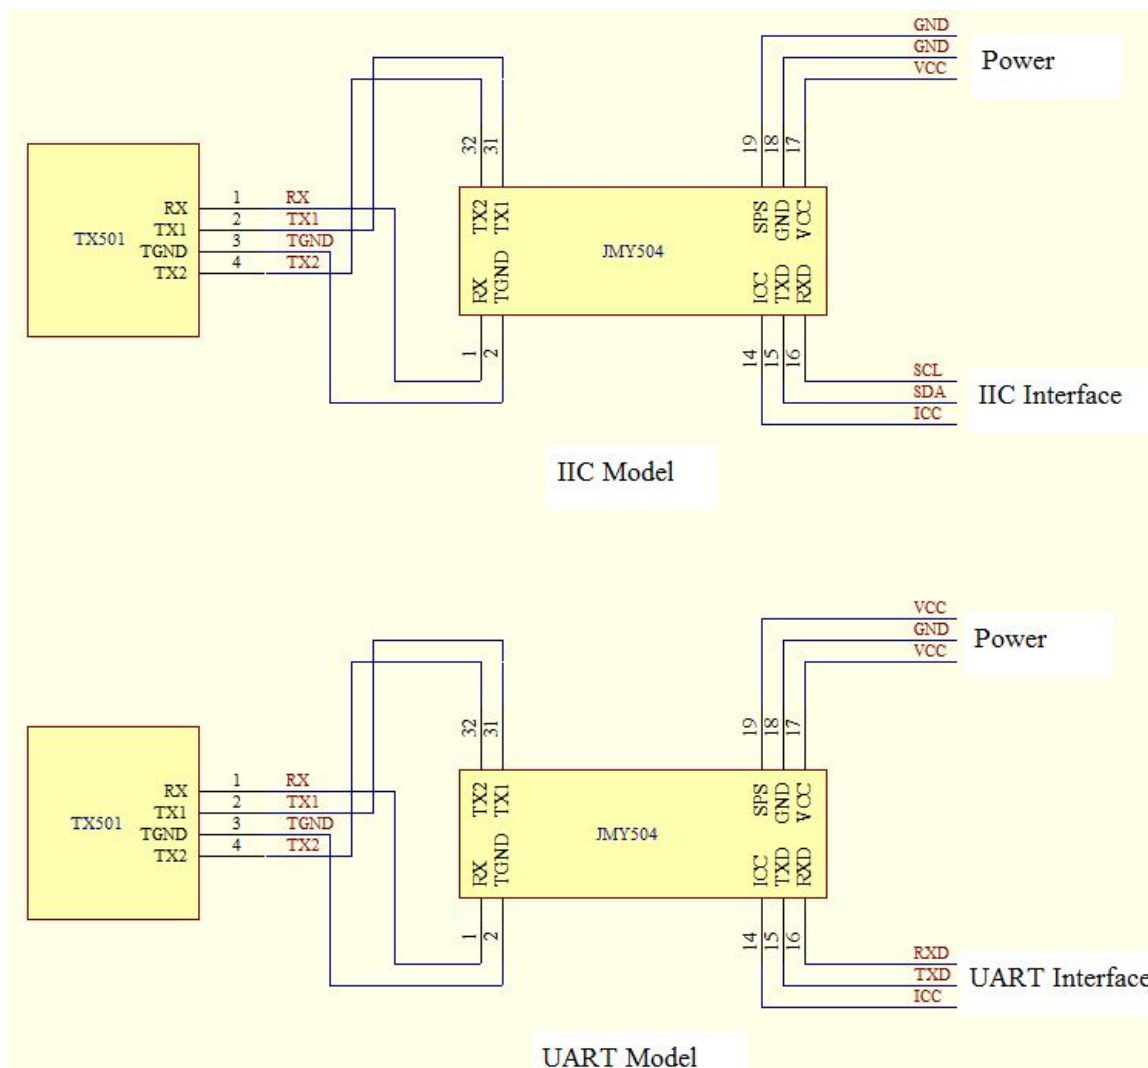 GND
GND
VCC
Power
32
31
19
18
17
1
RX
2
TX1
3
TGND
4
TX2
RX
TX1
TGND
TX2
TX501
TX2
TX1
SPS
GND
VCC
JMY504
RX
TGND
ICC
TXD
RXD
1
2
14
15
16
SCL
SDA
ICC
IIC Interface
IIC Model
VCC
GND
VCC
Power
32
31
19
18
17
1
RX
2
TX1
3
TGND
4
TX2
RX
TX1
TGND
TX2
TX501
TX2
TX1
SPS
GND
VCC
JMY504
RX
TGND
ICC
TXD
RXD
1
2
14
15
16
RXD
TXD
ICC
UART Interface
UART Model